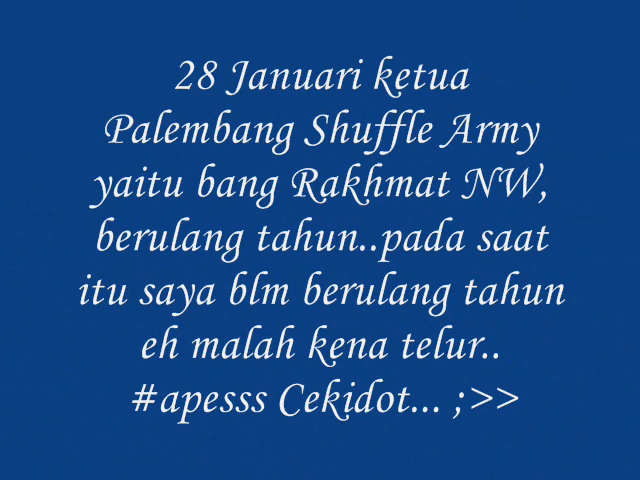 28 Januari ketua
Palembang Shuffle Army
yaitu bang Rakhmat NW,
berulang tahun..pada saat
itu saya blm berulang tahun
eh malah kena telur..
#apesss Cekidot... ;>>